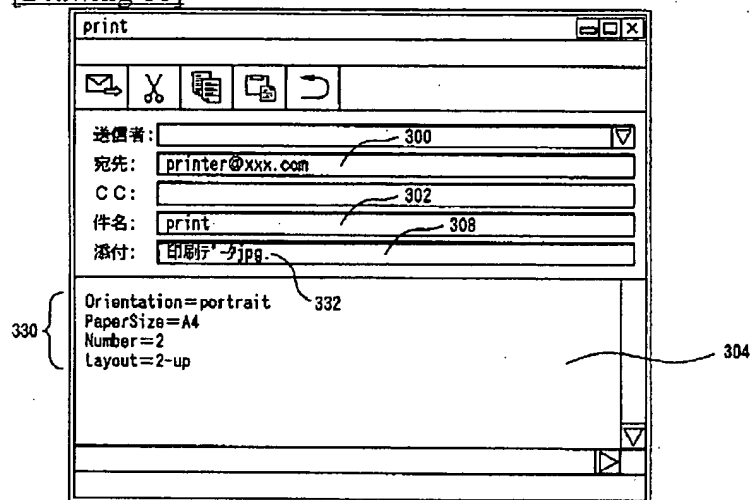 print
送信者:
300
宛先: printer@xxx.com
CC:
302
件名: print
308
添付: 印刷ﾃﾞｰﾀjpg.
332
330
Orientation=portrait
PaperSize=A4
Number=2
Layout=2-up
304